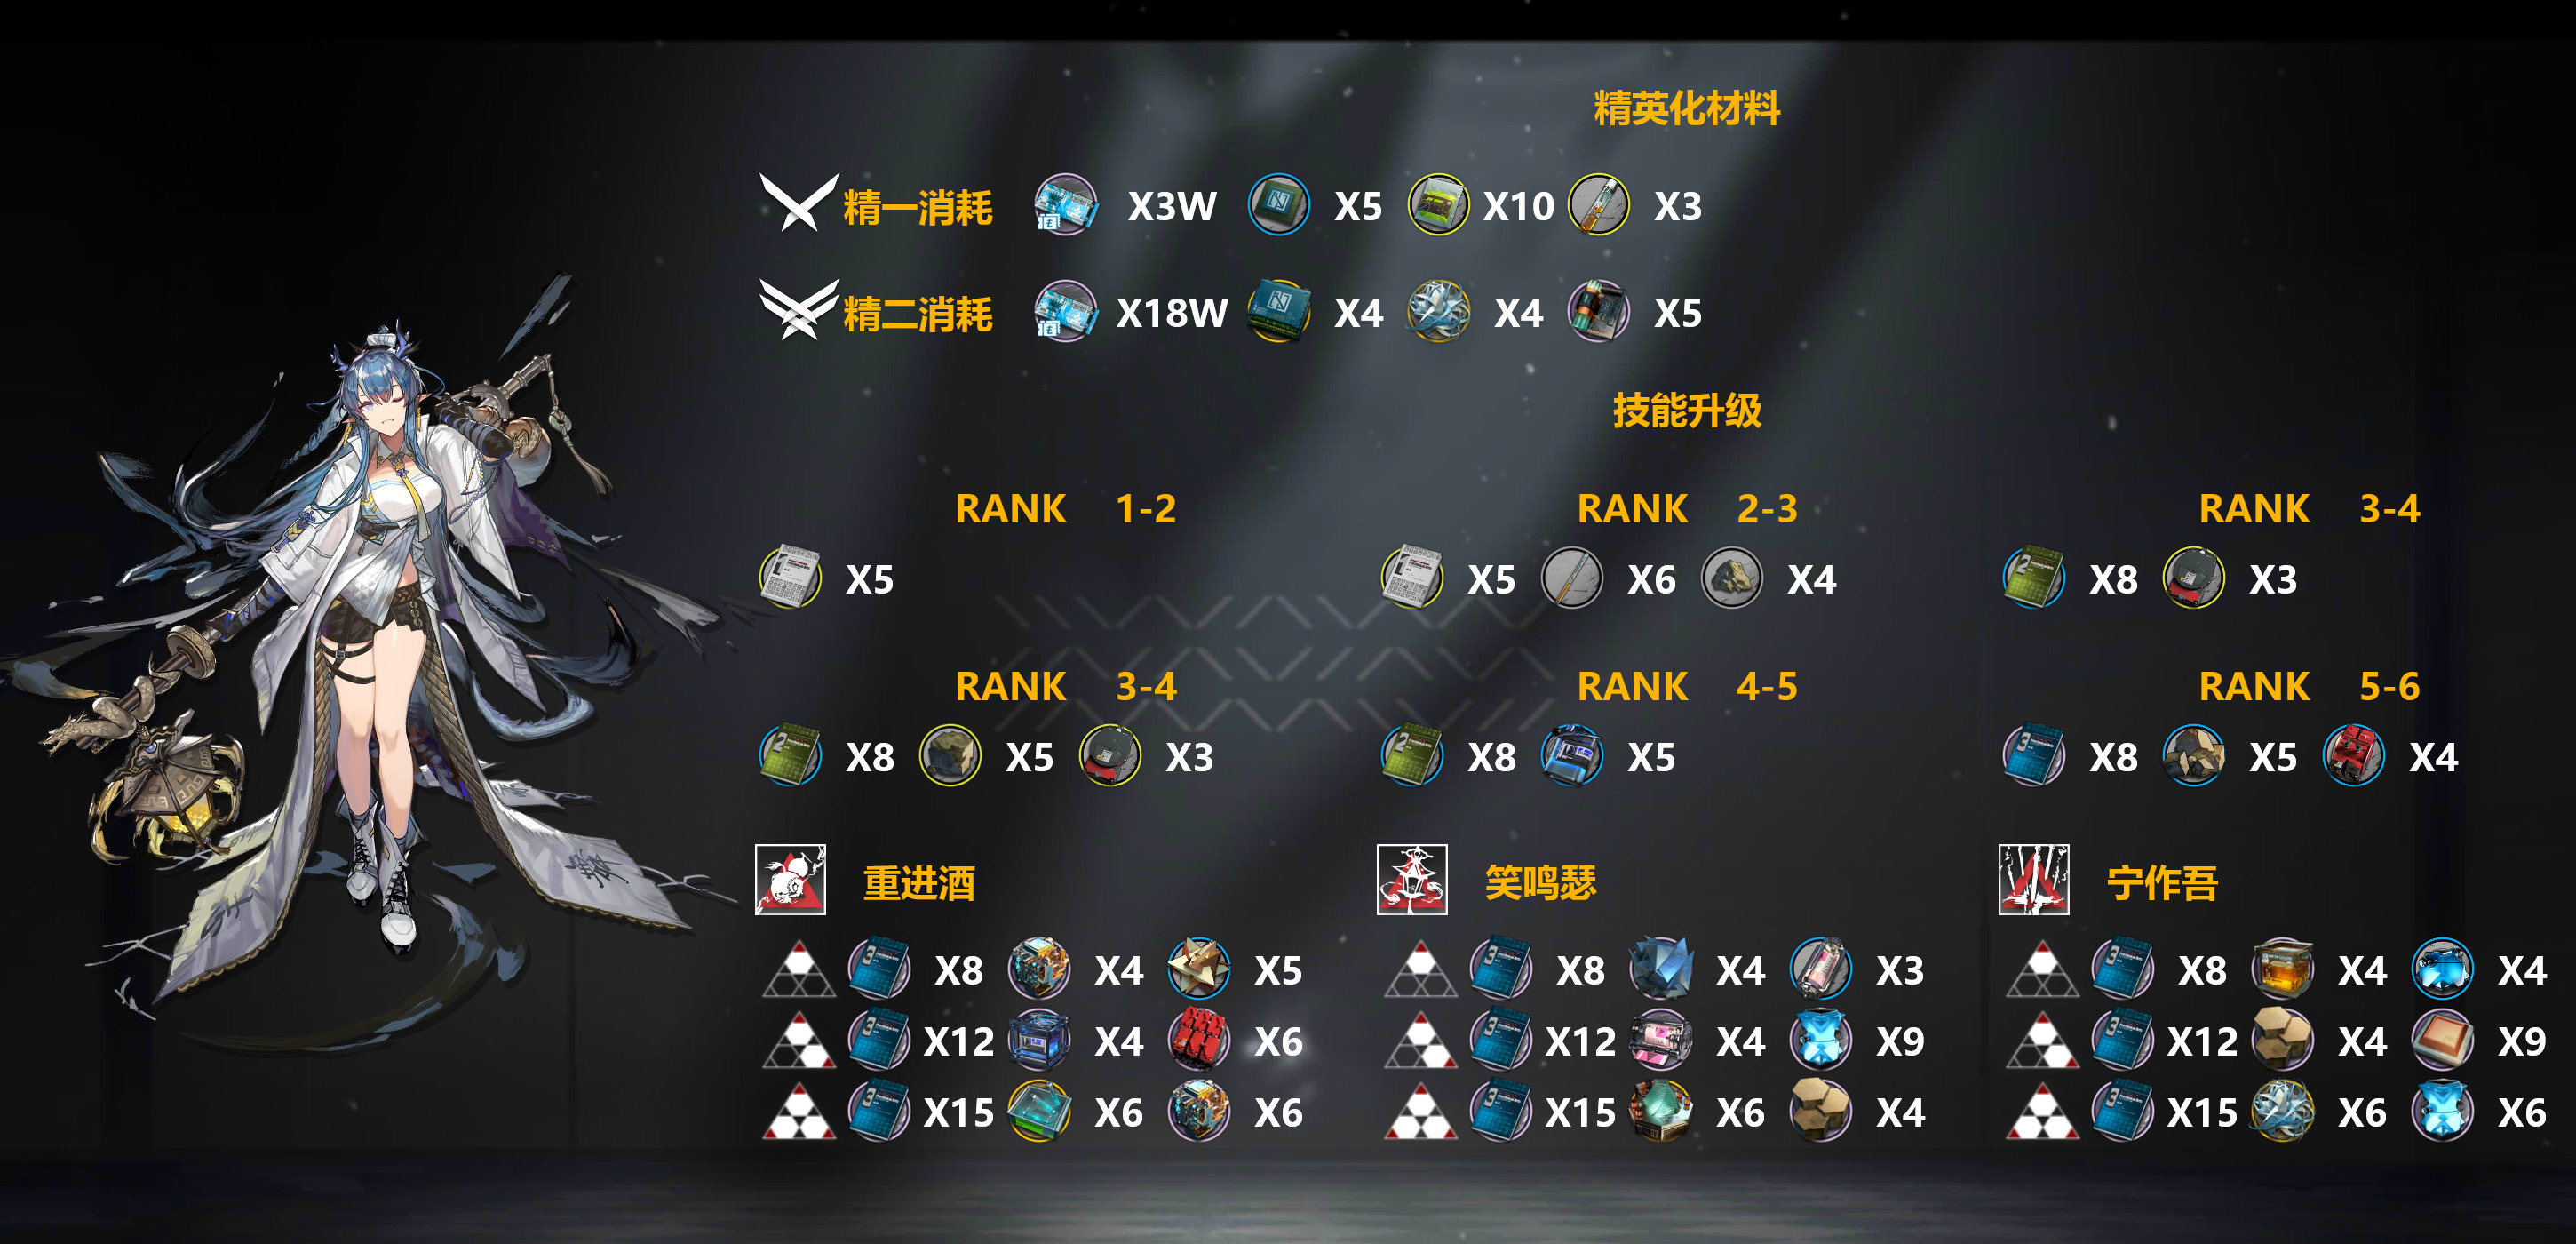 精英化材料
精一消耗 X3W X5 X10 X3
精二消耗 X18W X4 X4 X5
技能升级
RANK 1-2 RANK 2-3 RANK 3-4
X5 X5 X6 X4 X8 X3
RANK 3-4 RANK 4-5 RANK 5-6
X8 X5 X3 X8 X5 X8 X5 X4
重进酒 笑鸣瑟 宁作吾
X8 X4 X5 X8 X4 X3 X8 X4 X4
X12 X4 X6 X12 X4 X9 X12 X4 X9
X15 X6 X6 X15 X6 X4 X15 X6 X6